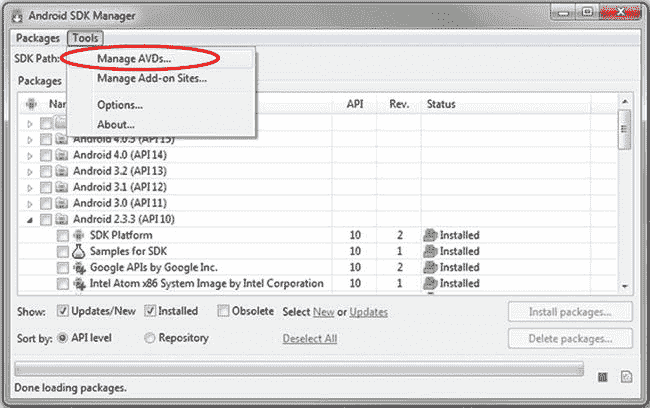 Android SDK Manager
Packages Tools
SDK Path: Manage AVDs...
Manage Add-on Sites...
Packages
Options...
API Rev. Status
About...
Android 4.0.3 (API 15)
Android 4.0 (API 14)
Android 3.2 (API 13)
Android 3.1 (API 12)
Android 3.0 (API 11)
Android 2.3.3 (API 10)
SDK Platform 10 2 Installed
Samples for SDK 10 1 Installed
Google APIs by Google Inc. 10 2 Installed
Intel Atom x86 System Image by Intel Corporation 10 1 Installed
Show: Updates/New Installed Obsolete Select New or Updates Install packages...
Sort by: API level Repository Deselect All Delete packages...
Done loading packages.